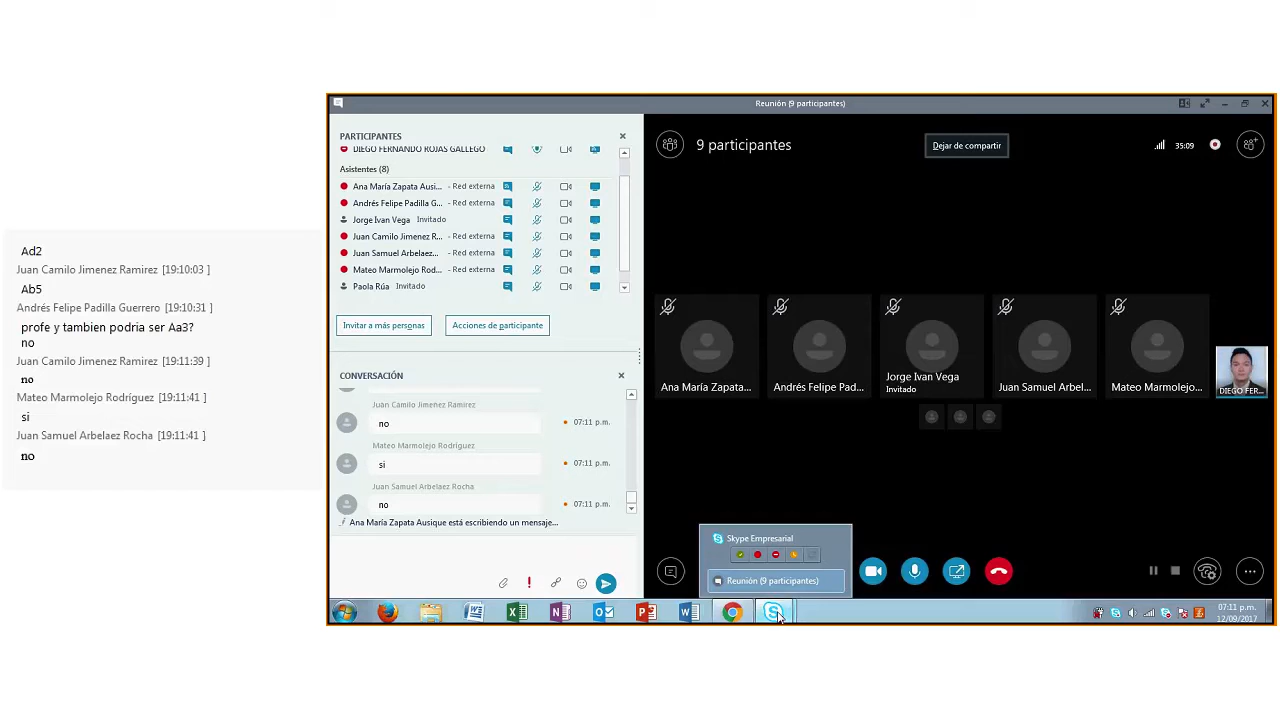 Reunión (9 participantes)
PARTICIPANTES
DIEGO FERNANDO ROJAS GALLEGO
Asistentes (8)
Ana María Zapata Ausi... - Red externa
Andrés Felipe Padilla G... - Red externa
Jorge Ivan Vega Invitado
Juan Camilo Jimenez R... - Red externa
Juan Samuel Arbelaez... - Red externa
Mateo Marmolejo Rod... - Red externa
Paola Rúa Invitado
Invitar a más personas
Acciones de participante
CONVERSACIÓN
Juan Camilo Jimenez Ramirez
no
07:11 p.m.
Mateo Marmolejo Rodríguez
si
07:11 p.m.
Juan Samuel Arbelaez Rocha
no
07:11 p.m.
Ana María Zapata Ausique está escribiendo un mensaje...
9 participantes
Dejar de compartir
35:09
Ana María Zapata...
Andrés Felipe Pad...
Jorge Ivan Vega
Invitado
Juan Samuel Arbel...
Mateo Marmolejo...
DIEGO FER...
Skype Empresarial
Reunión (9 participantes)
07:11 p.m.
12/09/2017
Ad2
Juan Camilo Jimenez Ramirez [19:10:03 ]
Ab5
Andrés Felipe Padilla Guerrero [19:10:31 ]
profe y tambien podria ser Aa3?
no
Juan Camilo Jimenez Ramirez [19:11:39 ]
no
Mateo Marmolejo Rodríguez [19:11:41 ]
si
Juan Samuel Arbelaez Rocha [19:11:41 ]
no